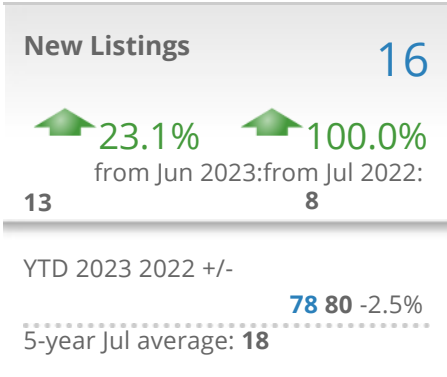 New Listings 16
23.1% 100.0%
from Jun 2023:from Jul 2022:
13 8
YTD 2023 2022 +/-
78 80 -2.5%
5-year Jul average: 18